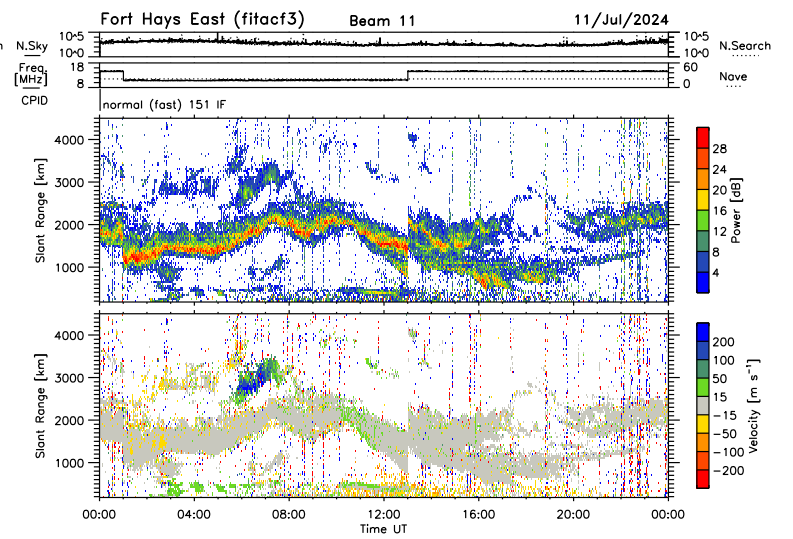 Fort Hays East (fitacf3) Beam 11 11/Jul/2024
n N.Sky 10^5 10^0 10^5 10^0 N.Search
Freq. [MHz] 18 8 60 0 Nave
CPID normal (fast) 151 IF
Slant Range [km] 4000 3000 2000 1000
Power [dB] 28 24 20 16 12 8 4
Slant Range [km] 4000 3000 2000 1000
Velocity [m s⁻¹] 200 100 50 15 −15 −50 −100 −200
00:00 04:00 08:00 12:00 16:00 20:00 00:00
Time UT